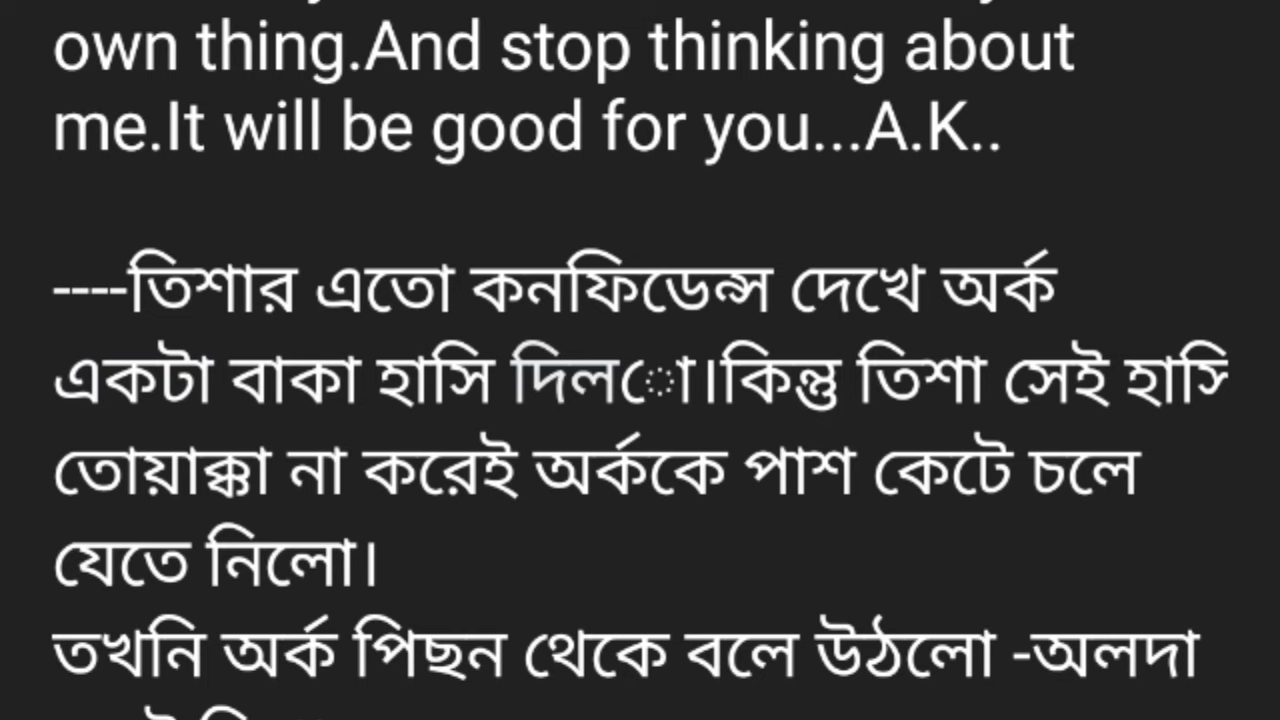 own thing.And stop thinking about
me.It will be good for you...A.K..
----তিশার এতো কনফিডেন্স দেখে অর্ক
একটা বাকা হাসি দিলো।কিন্তু তিশা সেই হাসি
তোয়াক্কা না করেই অর্ককে পাশ কেটে চলে
যেতে নিলো।
তখনি অর্ক পিছন থেকে বলে উঠলো -অলদা